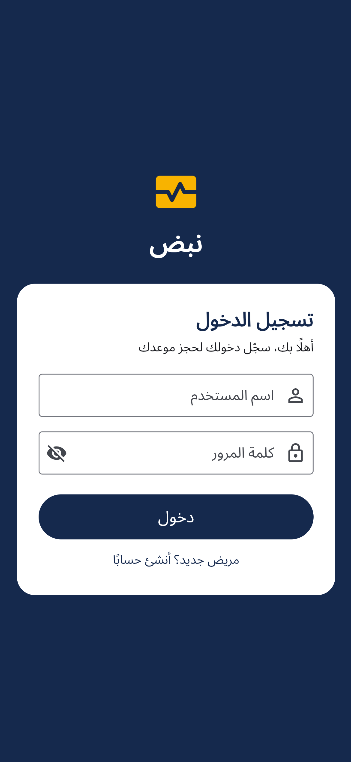 نبض
تسجيل الدخول
أهلًا بك، سجّل دخولك لحجز موعدك
اسم المستخدم
كلمة المرور
دخول
مريض جديد؟ أنشئ حسابًا